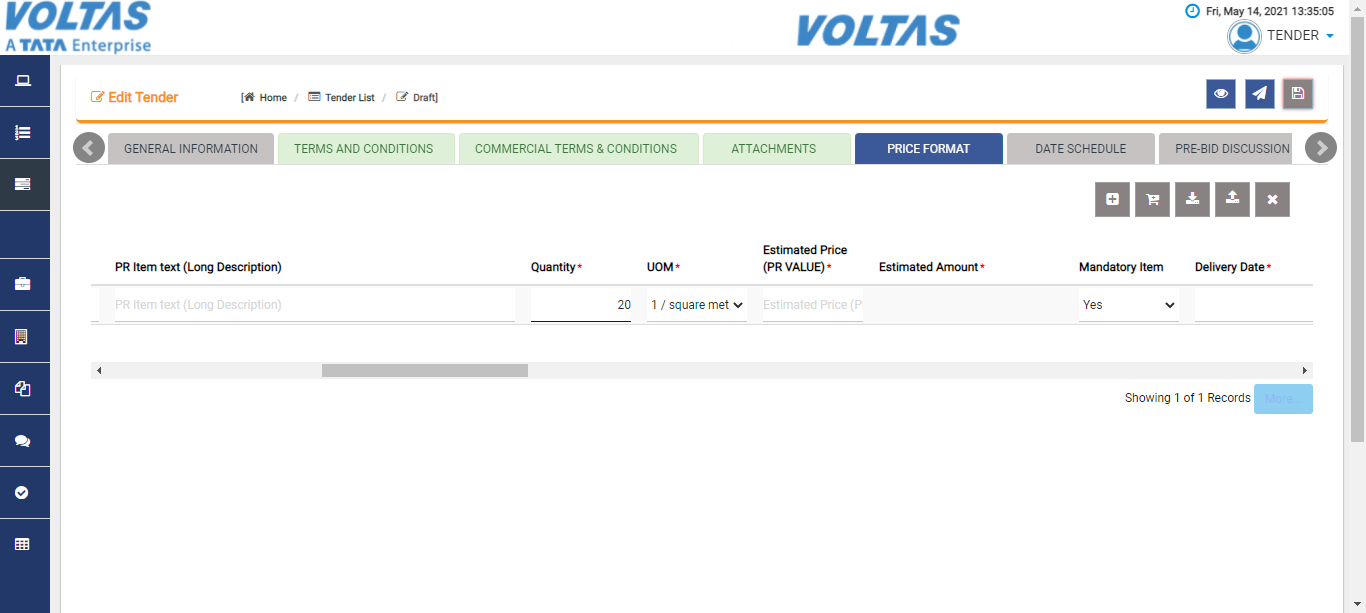 VOLTAS
A TATA Enterprise
VOLTAS
Fri, May 14, 2021 13:35:05
TENDER
Edit Tender
[ Home / Tender List / Draft]
GENERAL INFORMATION
TERMS AND CONDITIONS
COMMERCIAL TERMS & CONDITIONS
ATTACHMENTS
PRICE FORMAT
DATE SCHEDULE
PRE-BID DISCUSSION
PR Item text (Long Description)
Quantity*
UOM*
Estimated Price
(PR VALUE)*
Estimated Amount*
Mandatory Item
Delivery Date*
PR Item text (Long Description)
20
1 / square met
Estimated Price (P
Yes
Showing 1 of 1 Records
More...